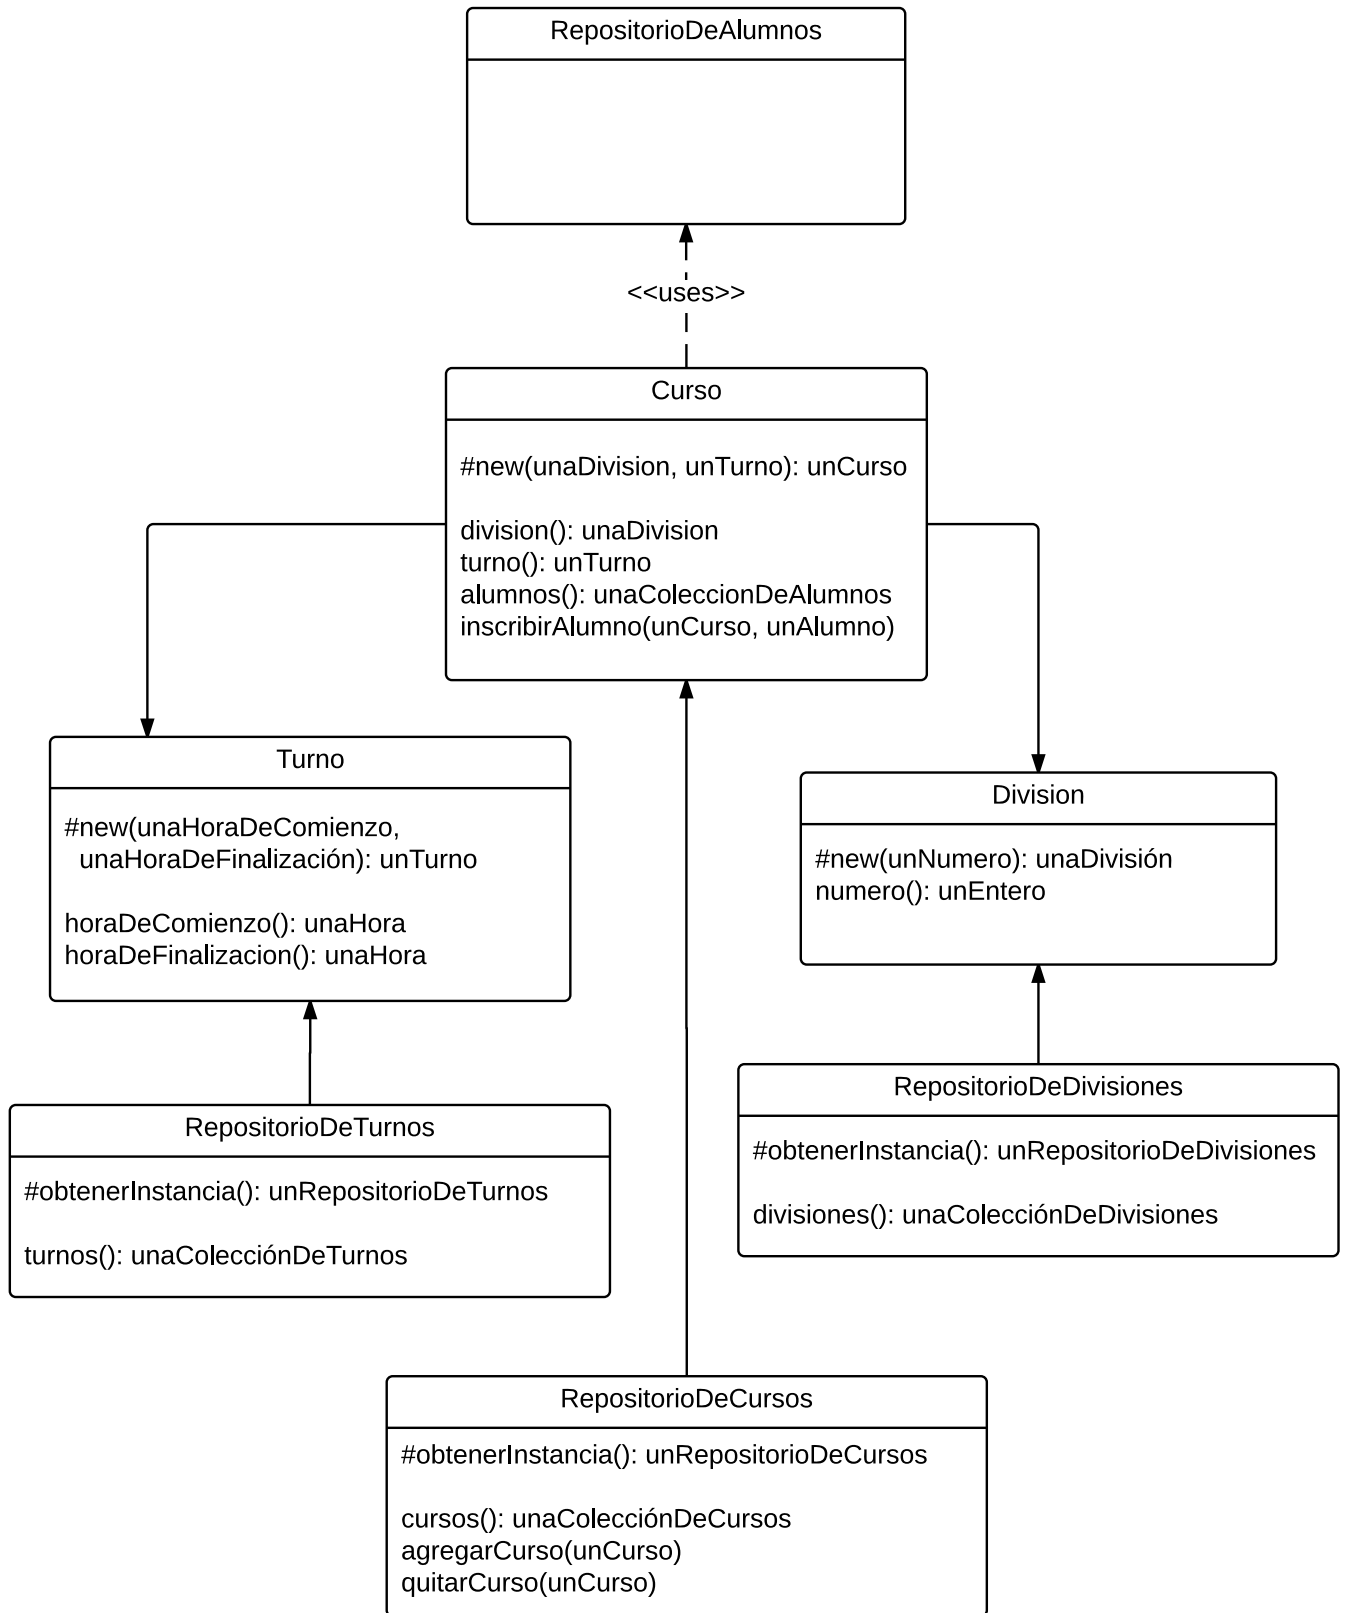 RepositorioDeAlumnos
<<uses>>
Curso
#new(unaDivision, unTurno): unCurso
division(): unaDivision
turno(): unTurno
alumnos(): unaColeccionDeAlumnos
inscribirAlumno(unCurso, unAlumno)
Turno
#new(unaHoraDeComienzo,
unaHoraDeFinalización): unTurno
horaDeComienzo(): unaHora
horaDeFinalizacion(): unaHora
Division
#new(unNumero): unaDivisión
numero(): unEntero
RepositorioDeTurnos
#obtenerInstancia(): unRepositorioDeTurnos
turnos(): unaColecciónDeTurnos
RepositorioDeDivisiones
#obtenerInstancia(): unRepositorioDeDivisiones
divisiones(): unaColecciónDeDivisiones
RepositorioDeCursos
#obtenerInstancia(): unRepositorioDeCursos
cursos(): unaColecciónDeCursos
agregarCurso(unCurso)
quitarCurso(unCurso)